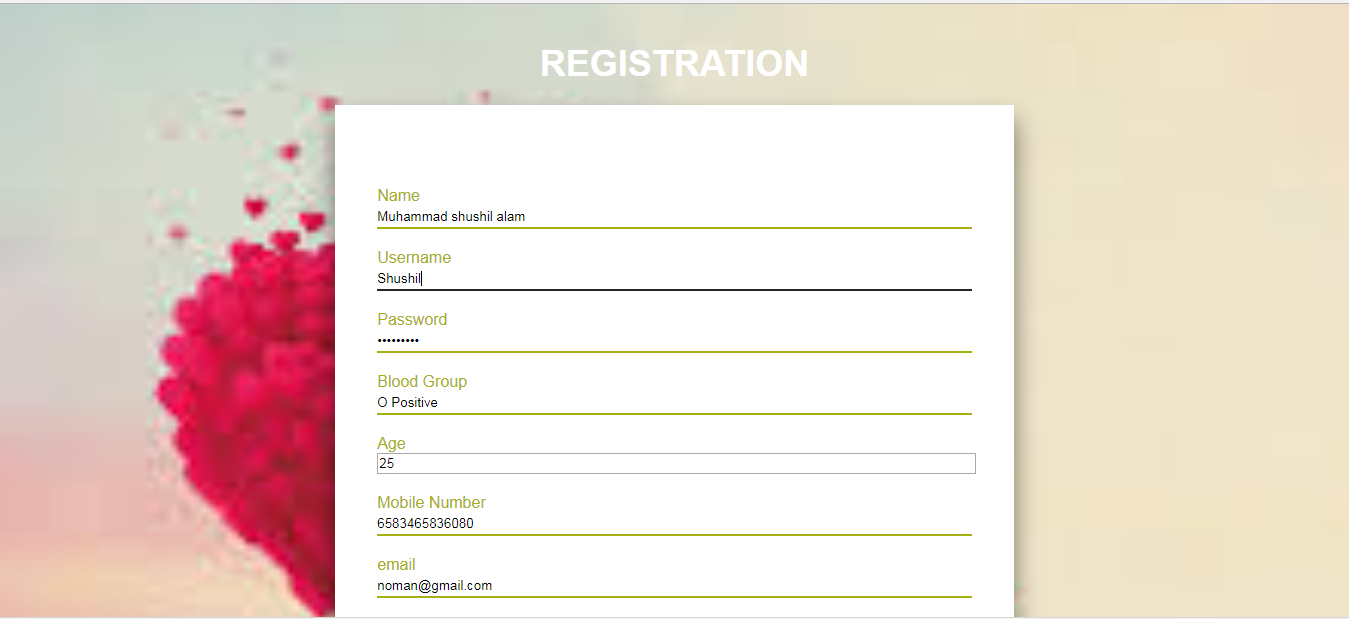 REGISTRATION
Name
Muhammad shushil alam
Username
Shushil
Password
•••••••••
Blood Group
O Positive
Age
25
Mobile Number
6583465836080
email
noman@gmail.com